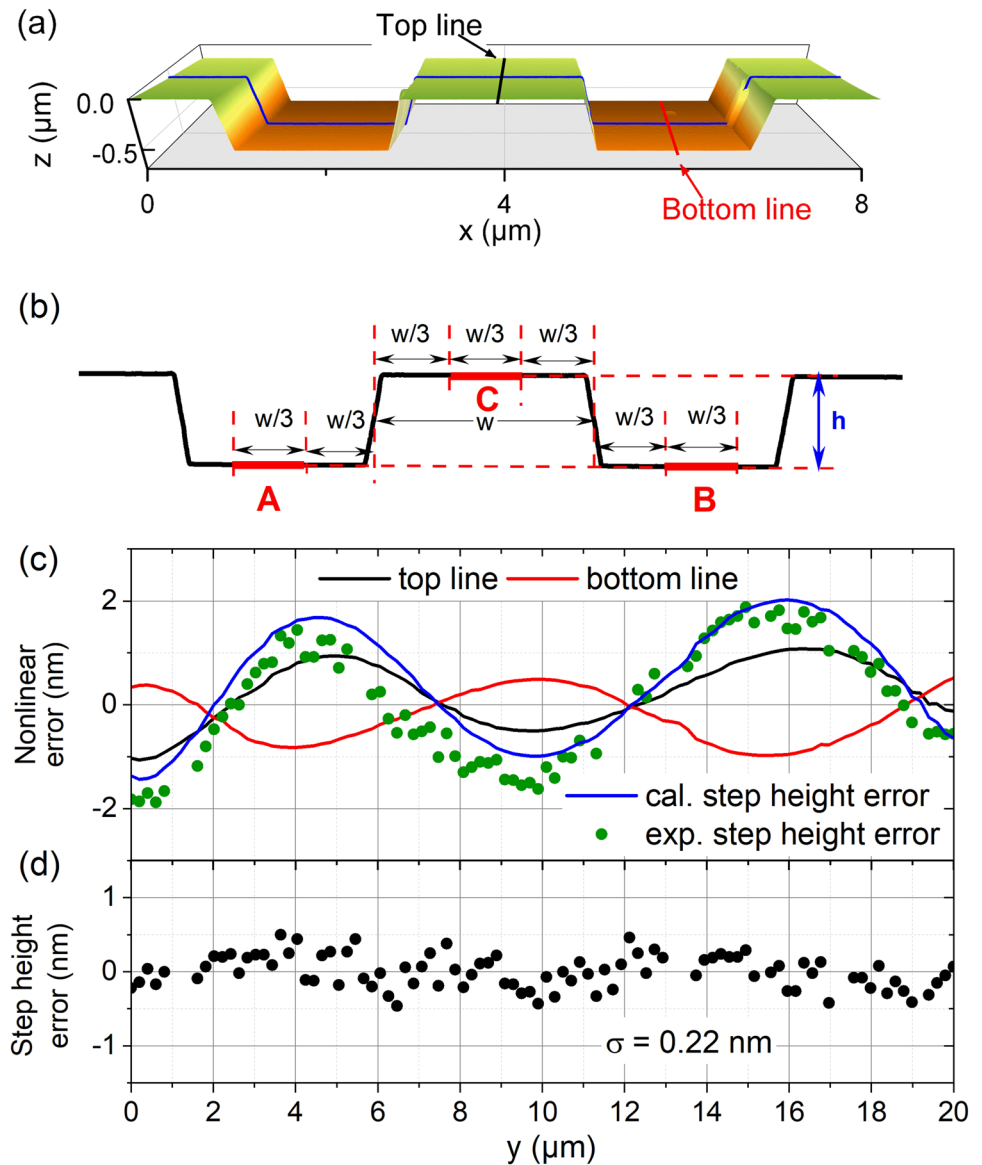 (a)
Top line
0.0
-0.5
z (μm)
0
4
8
x (μm)
Bottom line
(b)
w/3
w/3
w/3
C
w
w/3
w/3
w/3
w/3
h
A
B
(c)
top line
bottom line
2
0
-2
Nonlinear
error (nm)
cal. step height error
exp. step height error
(d)
1
0
-1
Step height
error (nm)
σ = 0.22 nm
0
2
4
6
8
10
12
14
16
18
20
y (μm)